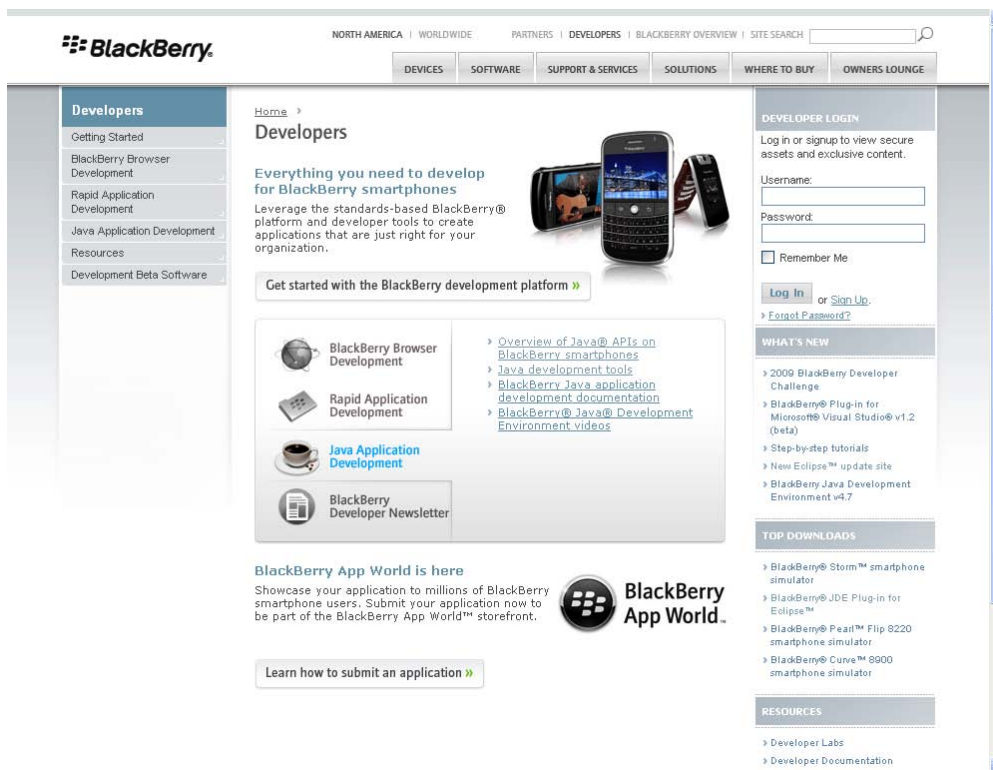 BlackBerry.
NORTH AMERICA | WORLDWIDE PARTNERS | DEVELOPERS | BLACKBERRY OVERVIEW | SITE SEARCH
DEVICES SOFTWARE SUPPORT & SERVICES SOLUTIONS WHERE TO BUY OWNERS LOUNGE
Developers
Getting Started
BlackBerry Browser
Development
Rapid Application
Development
Java Application Development
Resources
Development Beta Software
Home ›
Developers
Everything you need to develop
for BlackBerry smartphones
Leverage the standards-based BlackBerry®
platform and developer tools to create
applications that are just right for your
organization.
Get started with the BlackBerry development platform »
BlackBerry Browser
Development
Rapid Application
Development
Java Application
Development
BlackBerry
Developer Newsletter
› Overview of Java® APIs on
BlackBerry smartphones
› Java development tools
› BlackBerry Java application
development documentation
› BlackBerry® Java® Development
Environment videos
BlackBerry App World is here
Showcase your application to millions of BlackBerry
smartphone users. Submit your application now to
be part of the BlackBerry App World™ storefront.
BlackBerry
App World™
Learn how to submit an application »
DEVELOPER LOGIN
Log in or signup to view secure
assets and exclusive content.
Username:
Password:
Remember Me
Log In or Sign Up.
› Forgot Password?
WHAT'S NEW
› 2009 BlackBerry Developer
Challenge
› BlackBerry® Plug-in for
Microsoft® Visual Studio® v1.2
(beta)
› Step-by-step tutorials
› New Eclipse™ update site
› BlackBerry Java Development
Environment v4.7
TOP DOWNLOADS
› BlackBerry® Storm™ smartphone
simulator
› BlackBerry® JDE Plug-in for
Eclipse™
› BlackBerry® Pearl™ Flip 8220
smartphone simulator
› BlackBerry® Curve™ 8900
smartphone simulator
RESOURCES
› Developer Labs
› Developer Documentation